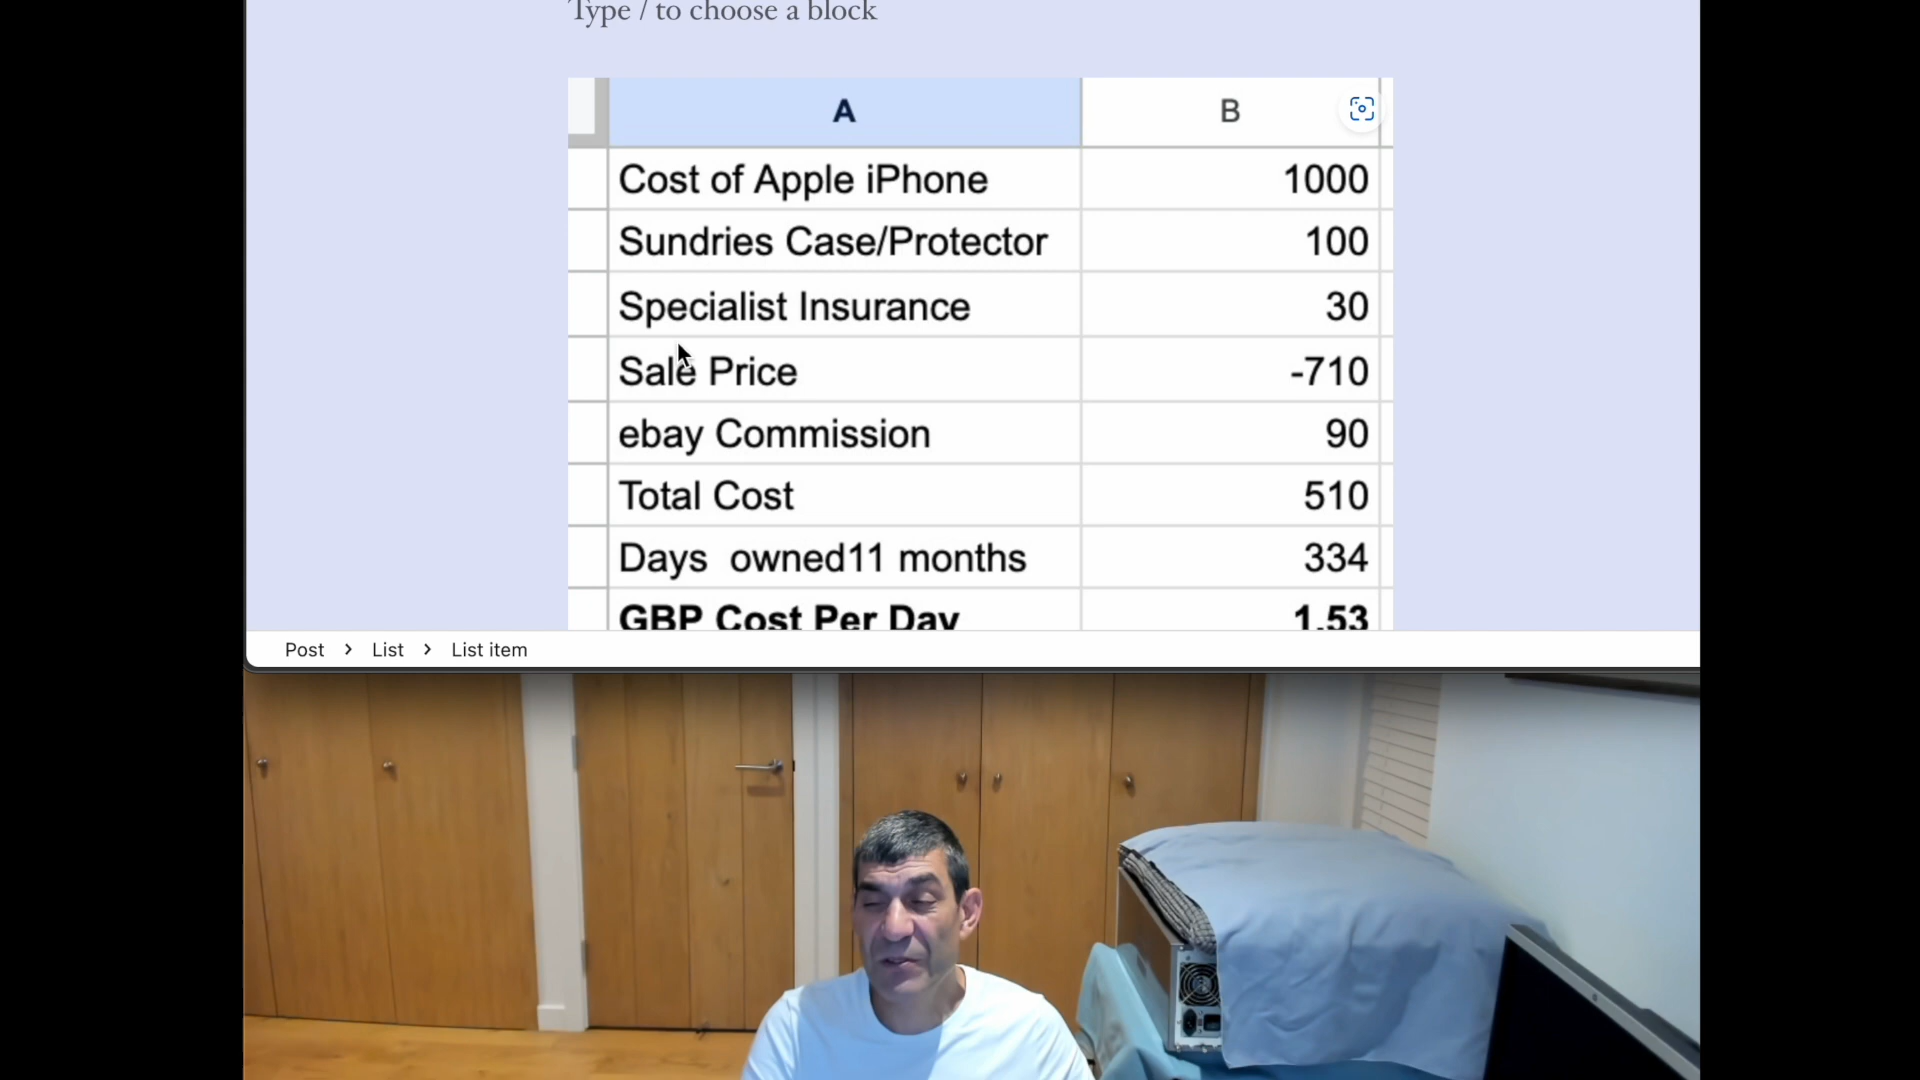 Type / to choose a block
A B
Cost of Apple iPhone 1000
Sundries Case/Protector 100
Specialist Insurance 30
Sale Price -710
ebay Commission 90
Total Cost 510
Days owned11 months 334
GBP Cost Per Day 1.53
Post > List > List item